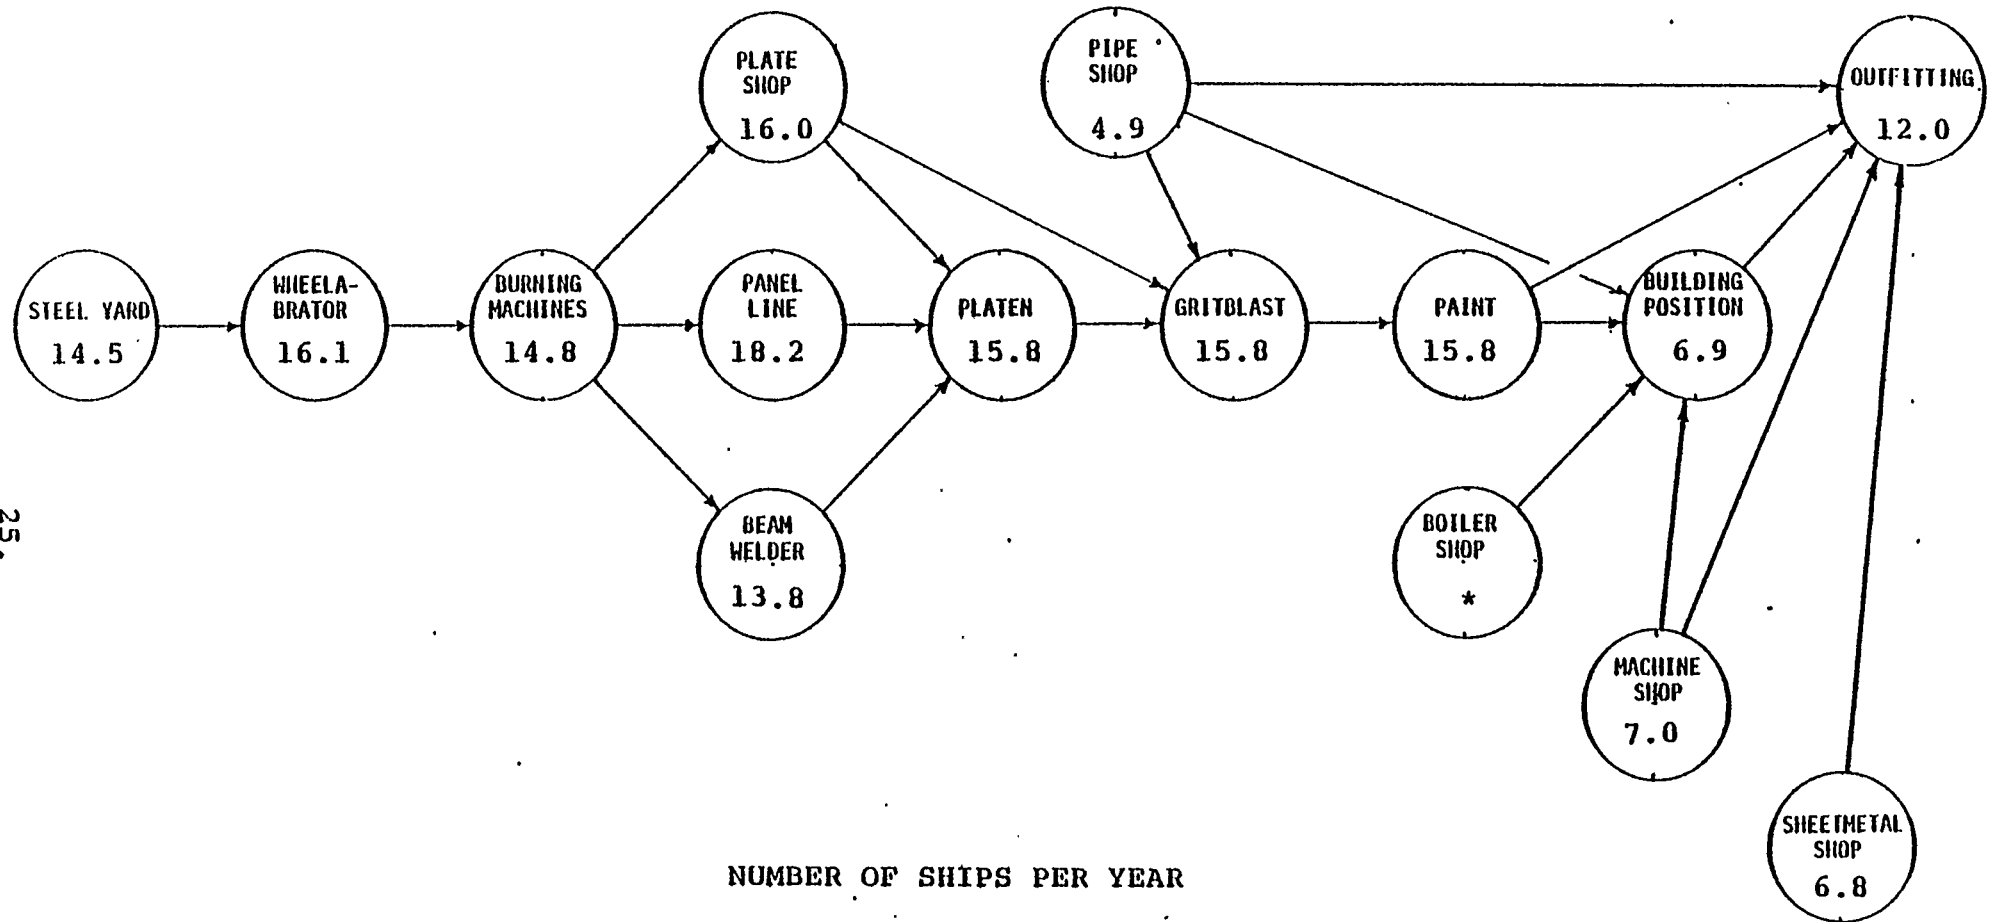 PLATE
SHOP
16.0
PIPE
SHOP
4.9
OUTFITTING
12.0
STEEL YARD
14.5
WHEELA-
BRATOR
16.1
BURNING
MACHINES
14.8
PANEL
LINE
18.2
PLATEN
15.8
GRITBLAST
15.8
PAINT
15.8
BUILDING
POSITION
6.9
BEAM
WELDER
13.8
BOILER
SHOP
*
MACHINE
SHOP
7.0
SHEETMETAL
SHOP
6.8
NUMBER OF SHIPS PER YEAR
25.